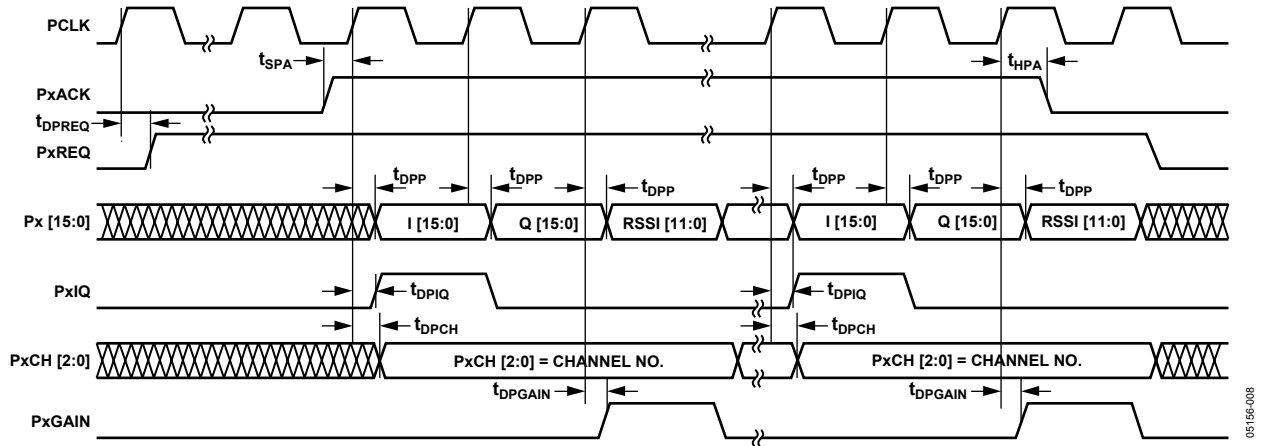 PCLK
tSPA
tHPA
PxACK
tDPREQ
PxREQ
tDPP tDPP tDPP tDPP tDPP tDPP
Px [15:0] I [15:0] Q [15:0] RSSI [11:0] I [15:0] Q [15:0] RSSI [11:0]
PxIQ tDPIQ tDPIQ
tDPCH tDPCH
PxCH [2:0] PxCH [2:0] = CHANNEL NO. PxCH [2:0] = CHANNEL NO.
tDPGAIN tDPGAIN
PxGAIN
05156-008